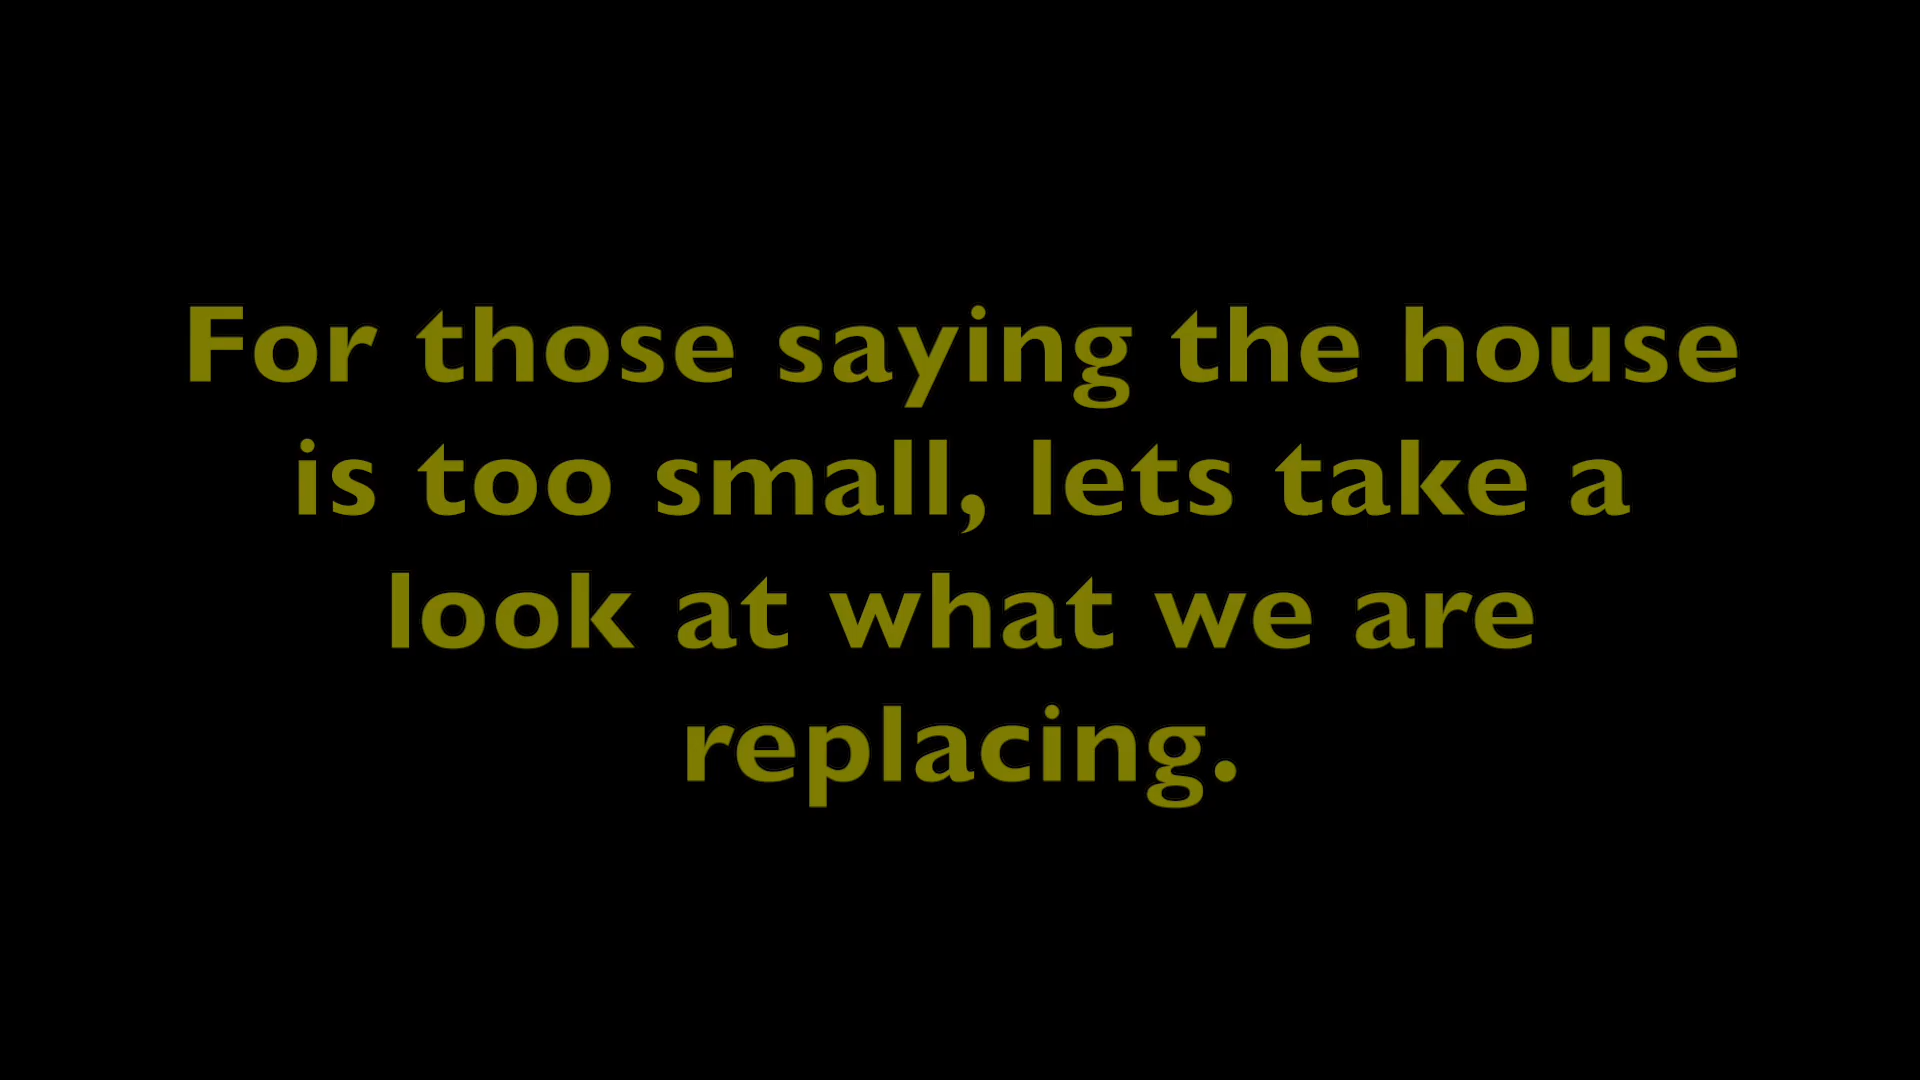 For those saying the house
is too small, lets take a
look at what we are
replacing.